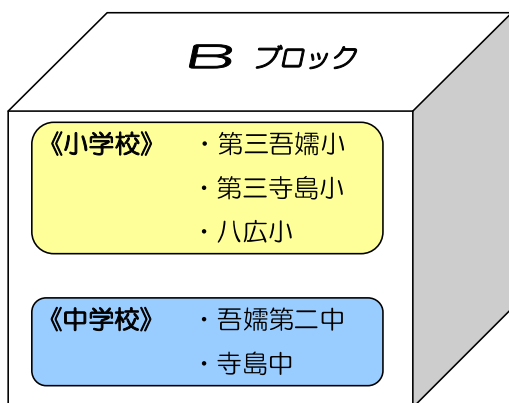 B ブロック
《小学校》 ・第三吾嬬小
・第三寺島小
・八広小
《中学校》 ・吾嬬第二中
・寺島中